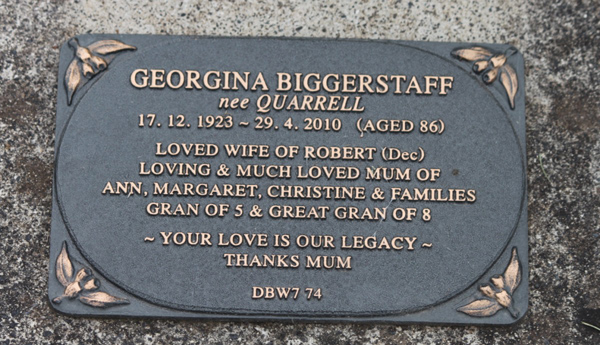 GEORGINA BIGGERSTAFF
nee QUARRELL
17. 12. 1923 ~ 29. 4. 2010 (AGED 86)
LOVED WIFE OF ROBERT (Dec)
LOVING & MUCH LOVED MUM OF
ANN, MARGARET, CHRISTINE & FAMILIES
GRAN OF 5 & GREAT GRAN OF 8
~ YOUR LOVE IS OUR LEGACY ~
THANKS MUM
DBW7 74